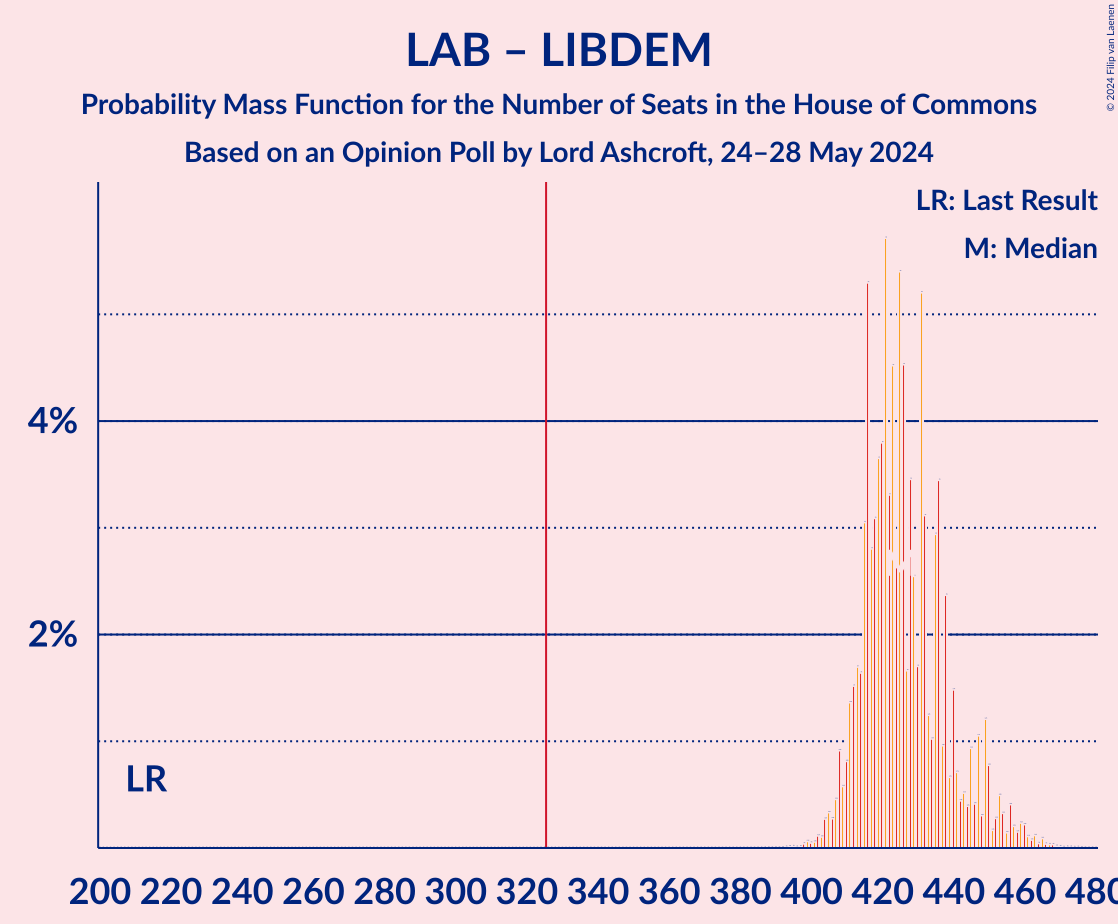 LAB – LIBDEM
Probability Mass Function for the Number of Seats in the House of Commons
Based on an Opinion Poll by Lord Ashcroft, 24–28 May 2024
© 2024 Filip van Laenen
LR: Last Result
M: Median
4%
2%
LR
200 220 240 260 280 300 320 340 360 380 400 420 440 460 480